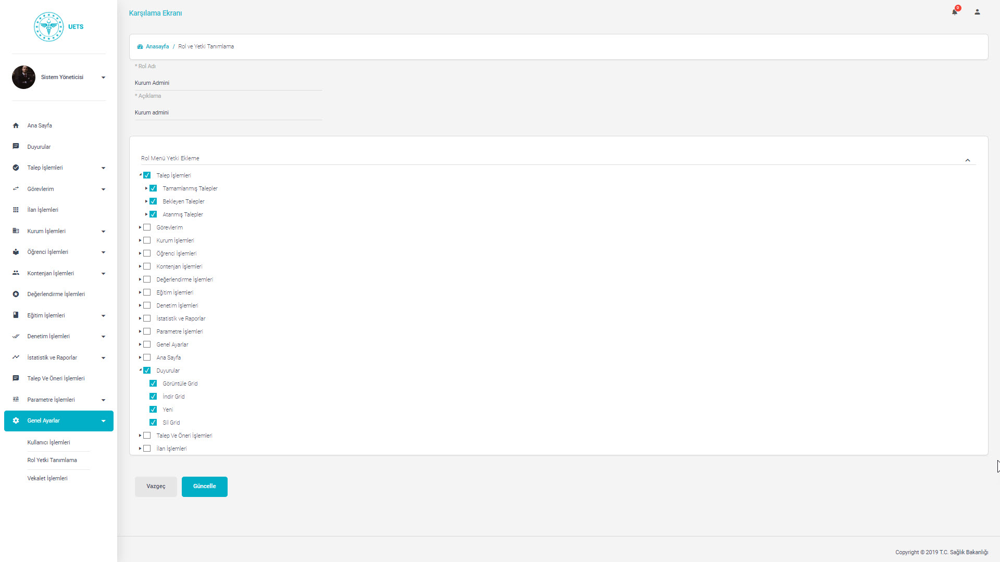 UETS
Sistem Yöneticisi
Ana Sayfa
Duyurular
Talep İşlemleri
Görevlerim
İlan İşlemleri
Kurum İşlemleri
Öğrenci İşlemleri
Kontenjan İşlemleri
Değerlendirme İşlemleri
Eğitim İşlemleri
Denetim İşlemleri
İstatistik ve Raporlar
Talep Ve Öneri İşlemleri
Parametre İşlemleri
Genel Ayarlar
Kullanıcı İşlemleri
Rol Yetki Tanımlama
Vekalet İşlemleri
Karşılama Ekranı
0
Anasayfa / Rol ve Yetki Tanımlama
* Rol Adı
Kurum Admini
* Açıklama
Kurum admini
Rol Menü Yetki Ekleme
Talep İşlemleri
Tamamlanmış Talepler
Bekleyen Talepler
Atanmış Talepler
Görevlerim
Kurum İşlemleri
Öğrenci İşlemleri
Kontenjan İşlemleri
Değerlendirme İşlemleri
Eğitim İşlemleri
Denetim İşlemleri
İstatistik ve Raporlar
Parametre İşlemleri
Genel Ayarlar
Ana Sayfa
Duyurular
Görüntüle Grid
İndir Grid
Yeni
Sil Grid
Talep Ve Öneri İşlemleri
İlan İşlemleri
Vazgeç
Güncelle
Copyright © 2019 T.C. Sağlık Bakanlığı